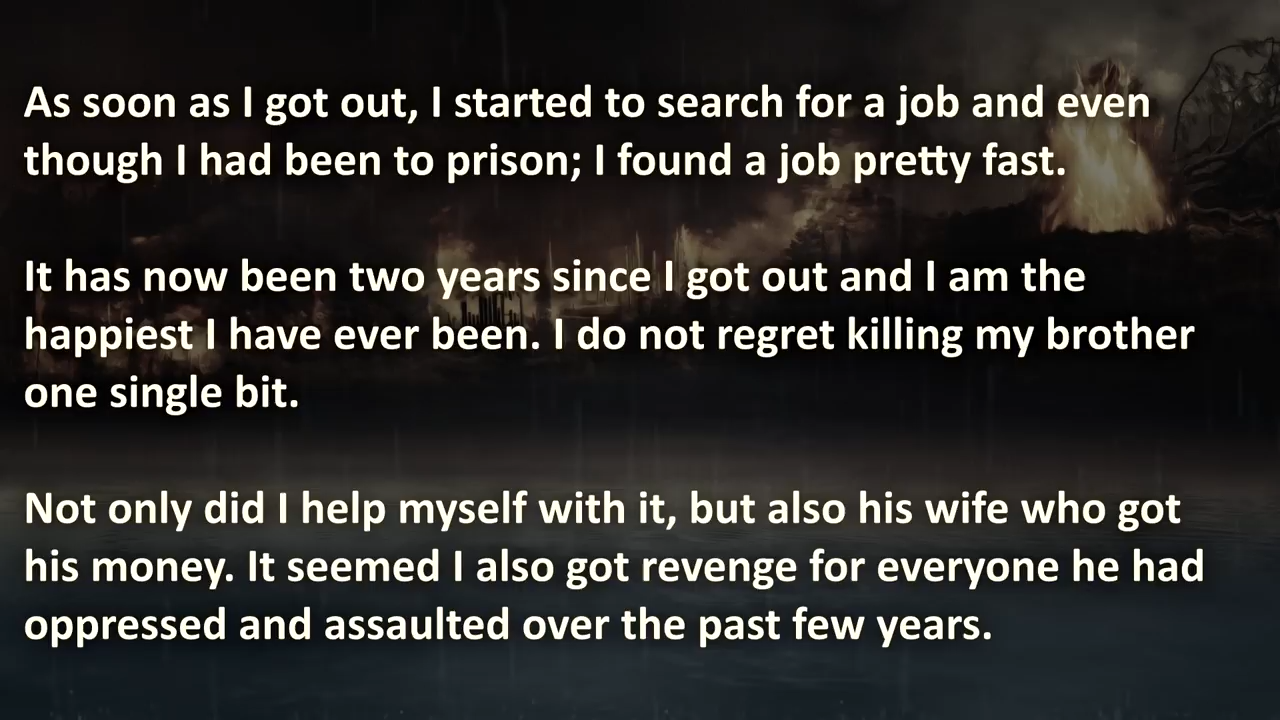 As soon as I got out, I started to search for a job and even
though I had been to prison; I found a job pretty fast.
It has now been two years since I got out and I am the
happiest I have ever been. I do not regret killing my brother
one single bit.
Not only did I help myself with it, but also his wife who got
his money. It seemed I also got revenge for everyone he had
oppressed and assaulted over the past few years.